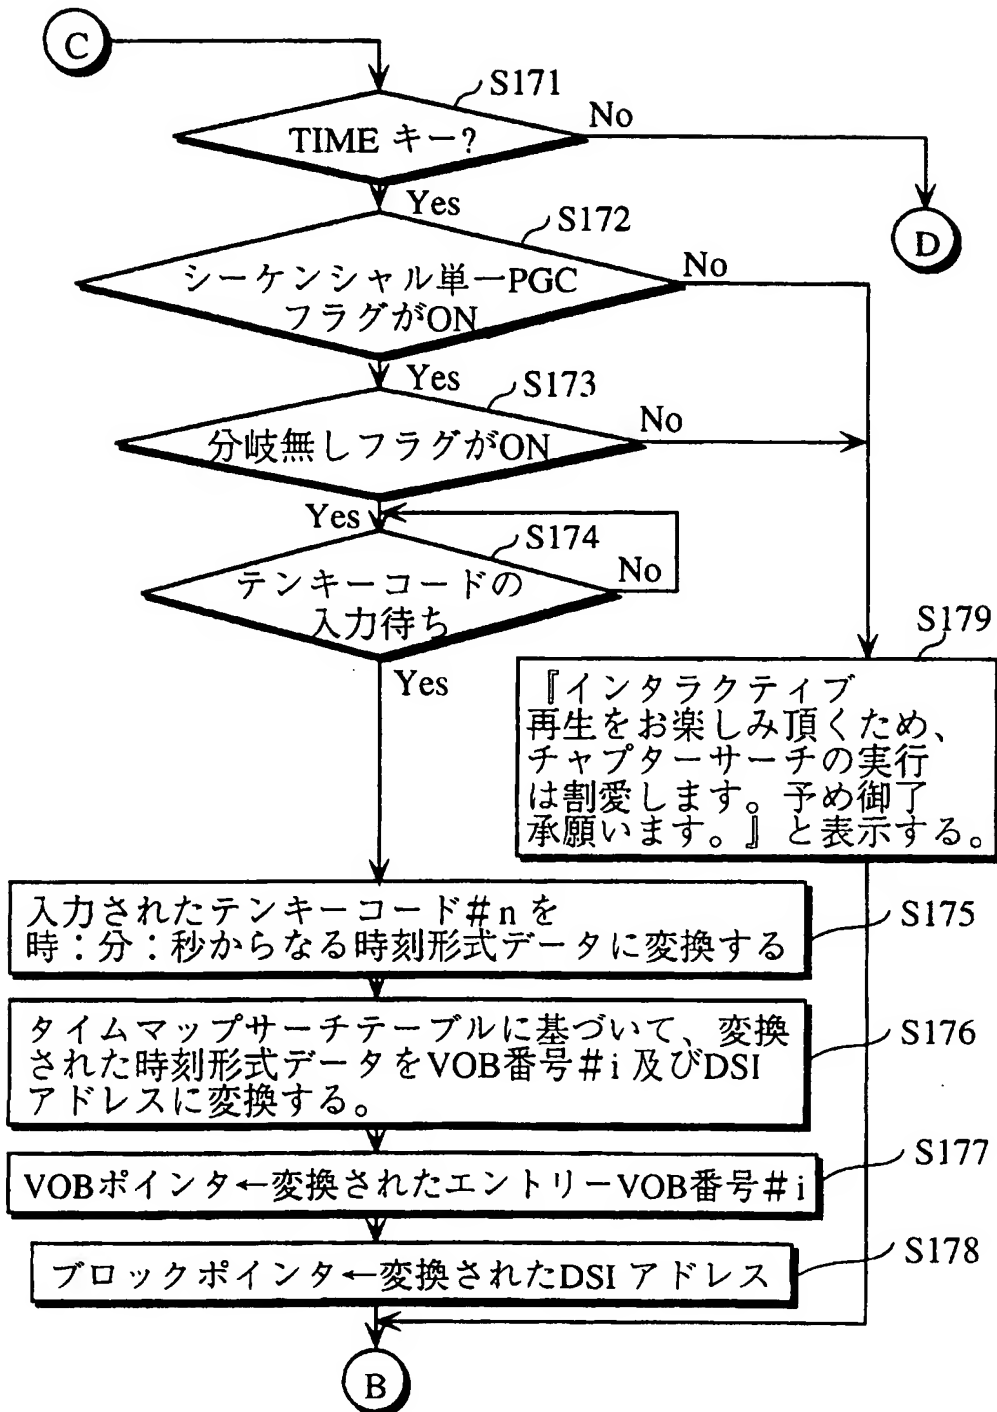 C
S171
TIME キー?
No
Yes
D
S172
シーケンシャル単一PGC
フラグがON
No
Yes
S173
分岐無しフラグがON
No
Yes
S174
テンキーコードの
入力待ち
No
Yes
S179
『インタラクティブ
再生をお楽しみ頂くため、
チャプターサーチの実行
は割愛します。予め御了
承願います。』と表示する。
入力されたテンキーコード#nを
時:分:秒からなる時刻形式データに変換する
S175
タイムマップサーチテーブルに基づいて、変換
された時刻形式データをVOB番号#i及びDSI
アドレスに変換する。
S176
VOBポインタ←変換されたエントリーVOB番号#i
S177
ブロックポインタ←変換されたDSIアドレス
S178
B